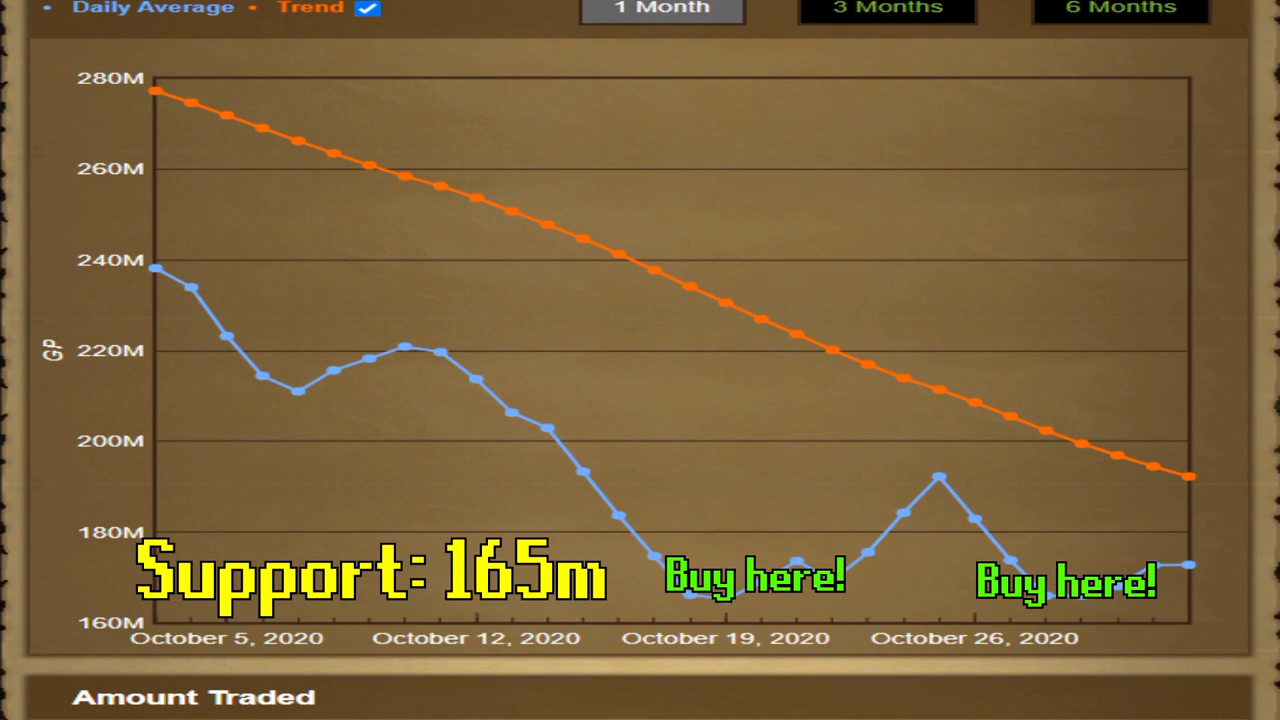 • Daily Average • Trend
1 Month
3 Months
6 Months
280M
260M
240M
220M
200M
180M
160M
GP
Support: 165m
Buy here!
Buy here!
October 5, 2020
October 12, 2020
October 19, 2020
October 26, 2020
Amount Traded